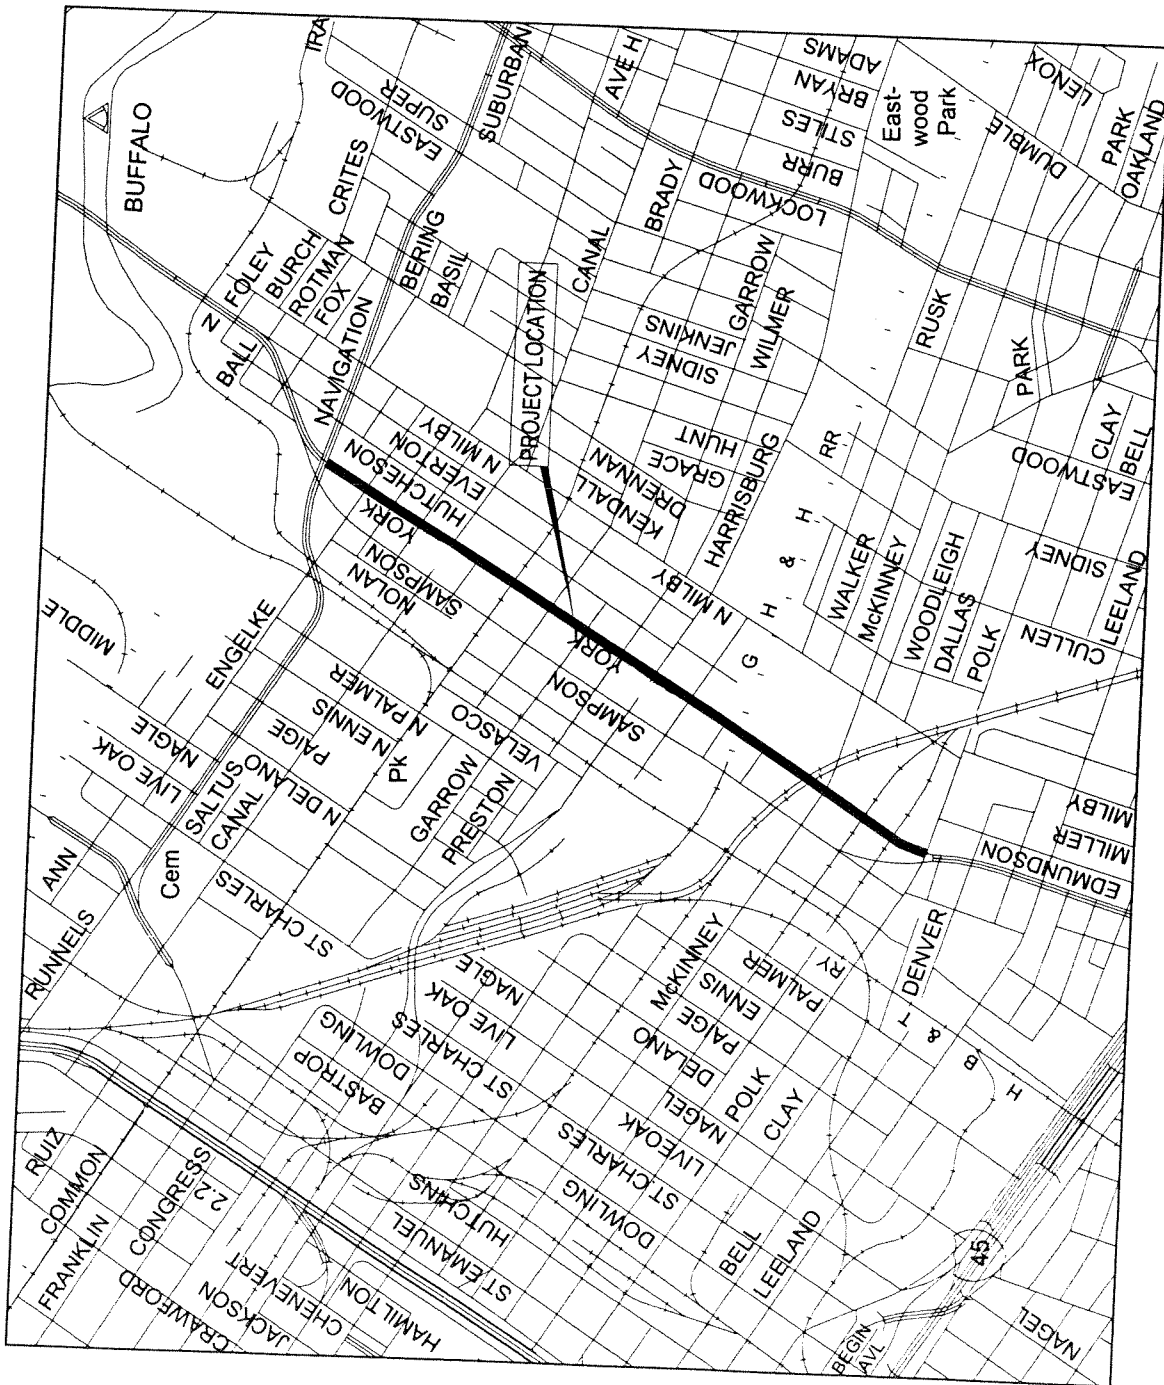 IRA
BUFFALO
SUPER
EASTWOOD
SUBURBAN
AVE H
ADAMS
BRYAN
STILES
BURR
East-
wood
Park
LENOX
DUMBLE
PARK
OAKLAND
CRITES
LOCKWOOD
BRADY
FOLEY
BURCH
ROTMAN
FOX
BERING
BASIL
CANAL
N
BALL
NAVIGATION
PROJECT LOCATION
GARROW
WILMER
JENKINS
SIDNEY
RUSK
PARK
HUTCHESON
EVERTON
N MILBY
HUNT
GRACE
DRENNAN
KENDALL
HARRISBURG
RR
CLAY
BELL
EASTWOOD
YORK
SAMPSON
NOLAN
H
&
H
G
N MILBY
WALKER
McKINNEY
WOODLEIGH
DALLAS
POLK
SIDNEY
LEELAND
CULLEN
MIDDLE
ENGELKE
YORK
SAMPSON
NAGLE
LIVE OAK
PAIGE
N ENNIS
N PALMER
Pk
VELASCO
SALTUS
CANAL
N DELANO
GARROW
PRESTON
MILBY
MILLER
EDMUNDSON
ANN
Cem
RUNNELS
ST CHARLES
McKINNEY
ENNIS
PALMER
RY
DENVER
NAGLE
LIVE OAK
ST CHARLES
DOWLING
BASTROP
PAIGE
DELANO
T
&
B
H
POLK
CLAY
NAGEL
LIVEOAK
ST CHARLES
DOWLING
RUIZ
COMMON
FRANKLIN
CONGRESS
2.2
HUTCHINS
ST EMANUEL
BELL
LEELAND
45
CHENEVERT
JACKSON
CRAWFORD
HAMILTON
BEGIN
AVL
NAGEL